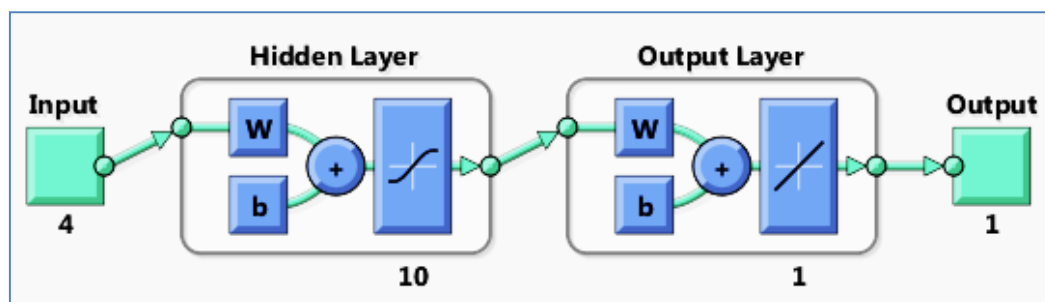 Hidden Layer
Output Layer
Input
Output
W
W
+
+
b
b
4
1
10
1